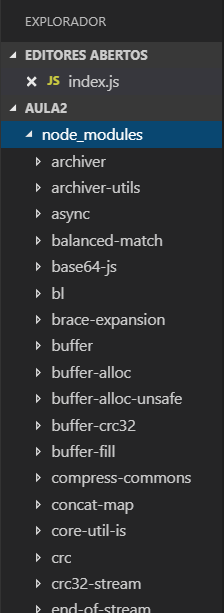 EXPLORADOR
EDITORES ABERTOS
JS index.js
AULA2
node_modules
archiver
archiver-utils
async
balanced-match
base64-js
bl
brace-expansion
buffer
buffer-alloc
buffer-alloc-unsafe
buffer-crc32
buffer-fill
compress-commons
concat-map
core-util-is
crc
crc32-stream
end-of-stream